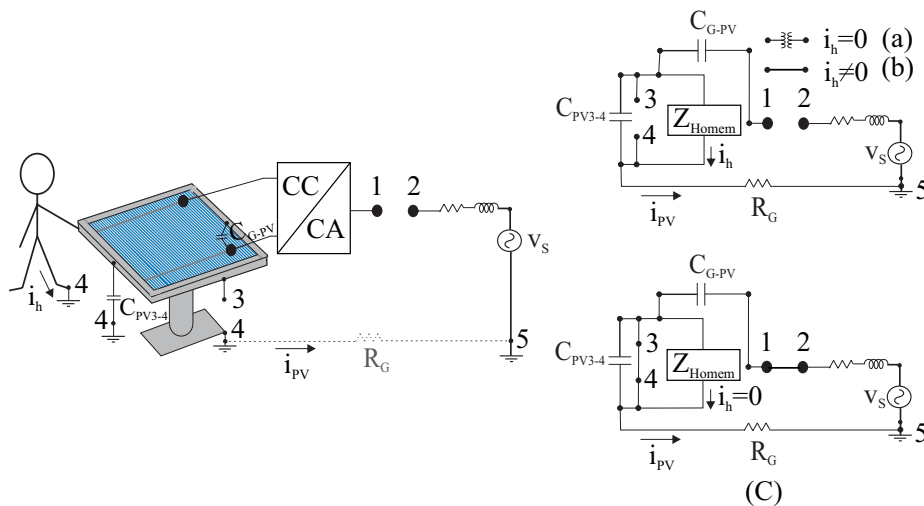 CC
CA
1
2
C_G-PV
v_S
i_h
4
C_PV3-4
4
3
4
5
i_PV
R_G
C_G-PV
i_h=0 (a)
i_h≠0 (b)
C_PV3-4
3
4
Z_Homem
i_h
1
2
v_S
5
i_PV
R_G
C_G-PV
C_PV3-4
3
4
Z_Homem
i_h=0
1
2
v_S
5
i_PV
R_G
(C)